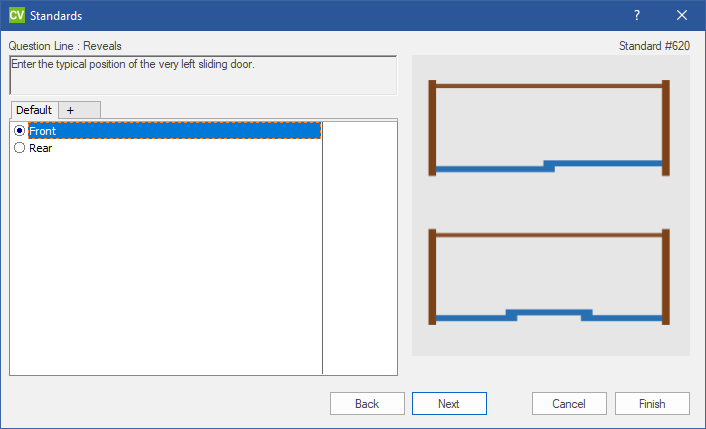 CV Standards
?
Question Line : Reveals
Standard #620
Enter the typical position of the very left sliding door.
Default
+
Front
Rear
Back
Next
Cancel
Finish